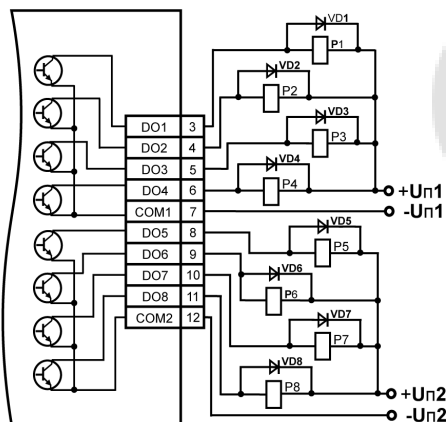 VD1
P1
VD2
P2
VD3
P3
VD4
P4
DO1 3
DO2 4
DO3 5
DO4 6
COM1 7
DO5 8
DO6 9
DO7 10
DO8 11
COM2 12
+Uп1
-Uп1
VD5
P5
VD6
P6
VD7
P7
VD8
P8
+Uп2
-Uп2